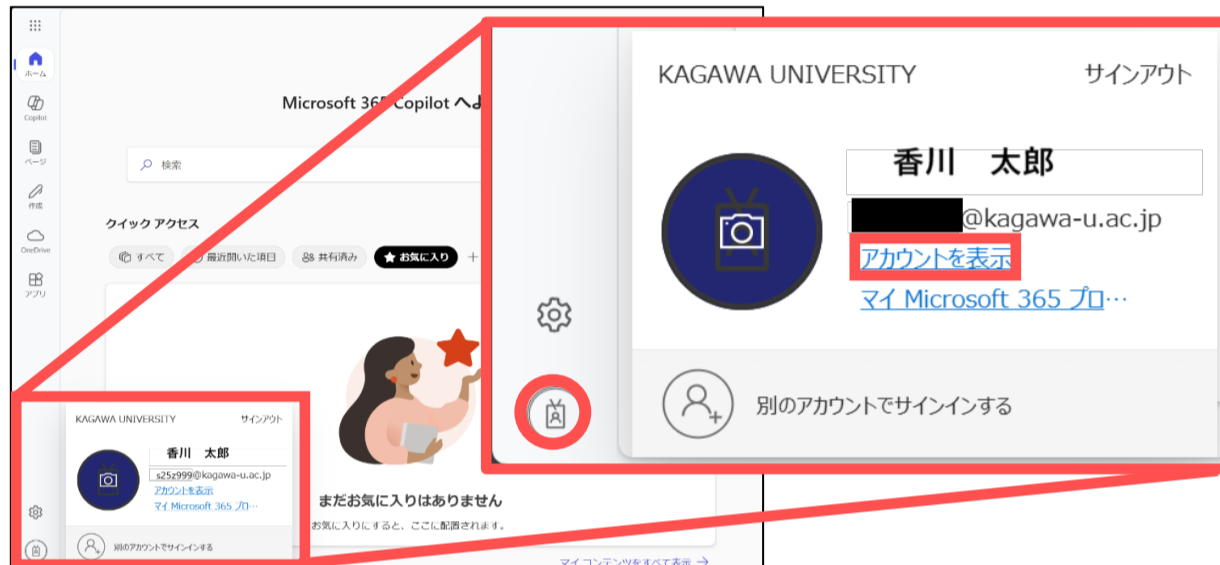 ホーム
Copilot
ページ
作成
OneDrive
アプリ
Microsoft 365 Copilot へよ
検索
クイック アクセス
すべて
最近開いた項目
共有済み
お気に入り
KAGAWA UNIVERSITY
サインアウト
香川 太郎
s25z999@kagawa-u.ac.jp
アカウントを表示
マイ Microsoft 365 プロ…
別のアカウントでサインインする
まだお気に入りはありません
お気に入りにすると、ここに配置されます。
マイ コンテンツをすべて表示 →
KAGAWA UNIVERSITY
サインアウト
香川 太郎
@kagawa-u.ac.jp
アカウントを表示
マイ Microsoft 365 プロ…
別のアカウントでサインインする